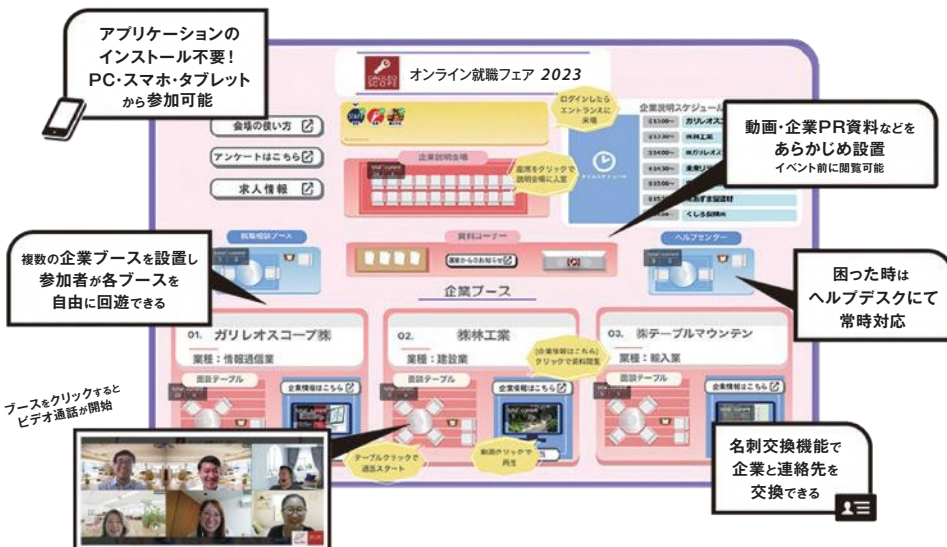 アプリケーションの
インストール不要!
PC・スマホ・タブレット
から参加可能
GALILEO
SCOPE
オンライン就職フェア 2023
会場の使い方
アンケートはこちら
求人情報
ログインしたら
エントランスに
来場
企業説明会場
座席をクリックで
説明会場に入室
企業説明スケジュール
動画・企業PR資料などを
あらかじめ設置
イベント前に閲覧可能
就職相談ブース
資料コーナー
運営からのお知らせ
ヘルプセンター
複数の企業ブースを設置し
参加者が各ブースを
自由に回遊できる
困った時は
ヘルプデスクにて
常時対応
企業ブース
01. ガリレオスコープ㈱
業種:情報通信業
面談テーブル
企業情報はこちら
02. ㈱林工業
業種:建設業
面談テーブル
企業情報はこちら
[企業情報はこちら]
クリックで資料閲覧
03. ㈱テーブルマウンテン
業種:輸入業
面談テーブル
企業情報はこちら
ブースをクリックすると
ビデオ通話が開始
テーブルクリックで
通話スタート
動画クリックで
再生
名刺交換機能で
企業と連絡先を
交換できる